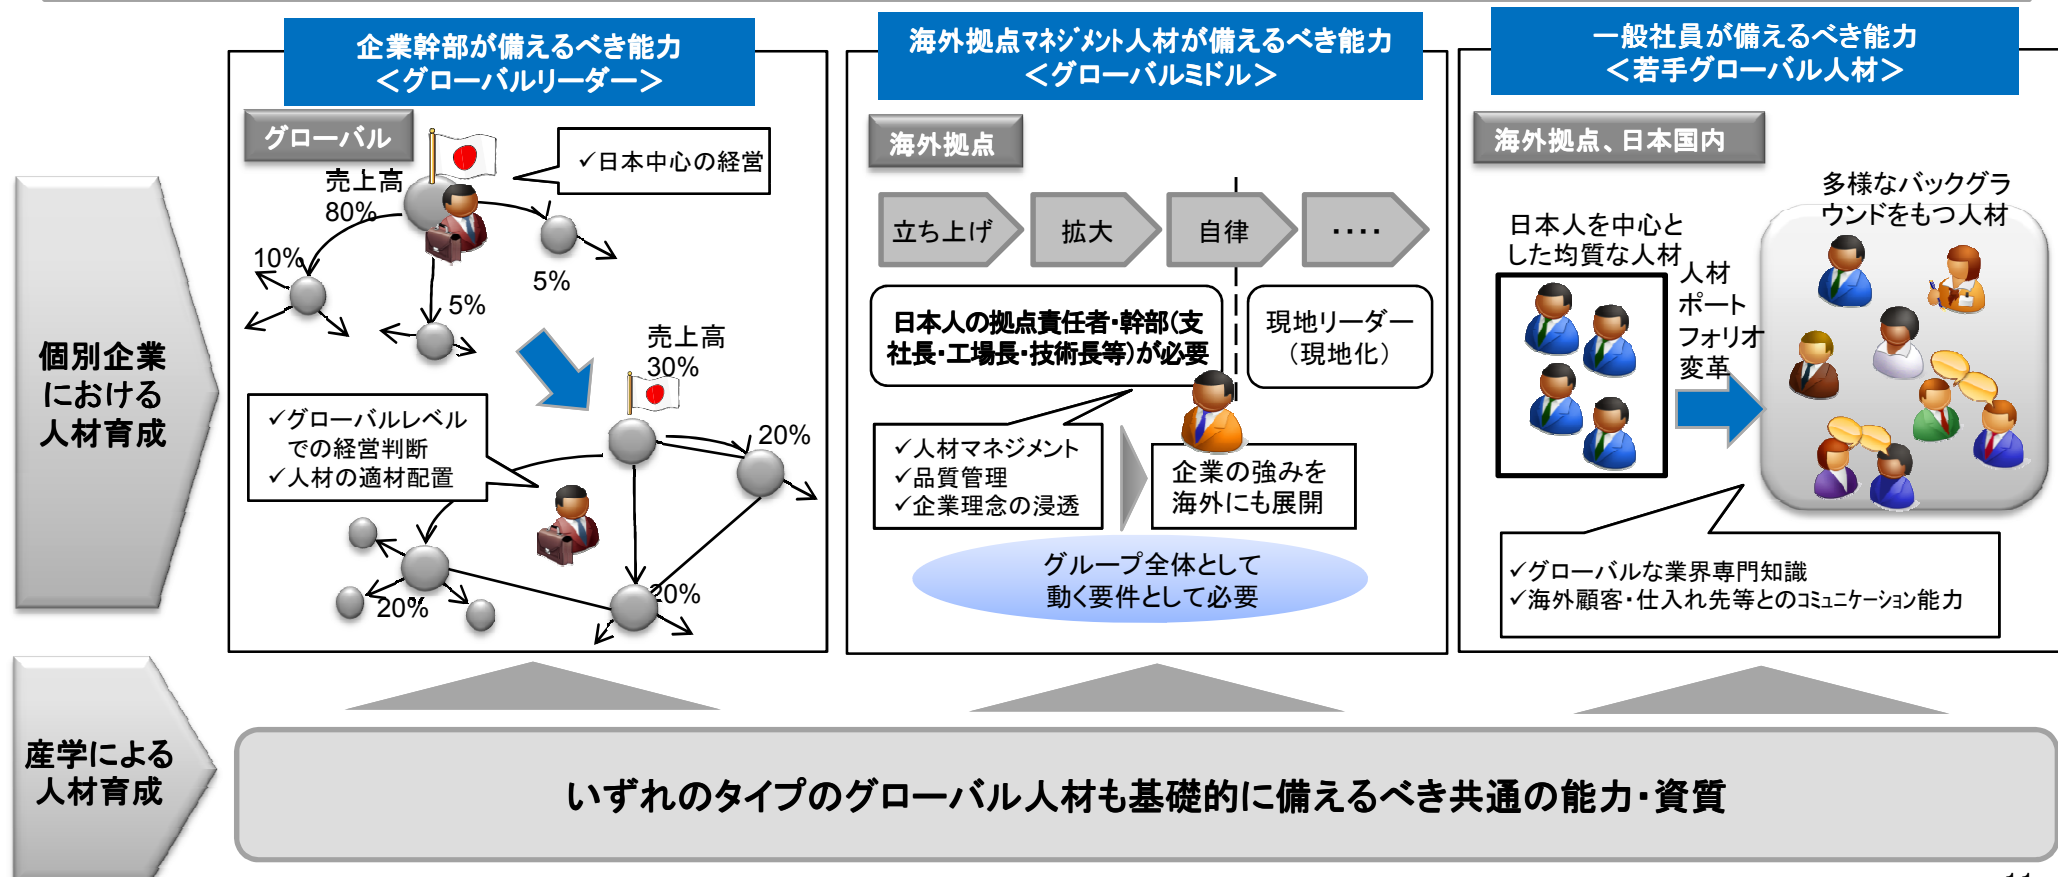 企業幹部が備えるべき能力
＜グローバルリーダー＞
グローバル
✓日本中心の経営
売上高
80%
10%
5%
5%
売上高
30%
✓グローバルレベル
での経営判断
✓人材の適材配置
20%
20%
20%
海外拠点ﾏﾈｼﾞﾒﾝﾄ人材が備えるべき能力
＜グローバルミドル＞
海外拠点
立ち上げ
拡大
自律
・・・・
日本人の拠点責任者・幹部（支
社長・工場長・技術長等）が必要
現地リーダー
（現地化）
✓人材マネジメント
✓品質管理
✓企業理念の浸透
企業の強みを
海外にも展開
グループ全体として
動く要件として必要
一般社員が備えるべき能力
＜若手グローバル人材＞
海外拠点、日本国内
日本人を中心と
した均質な人材
多様なバックグラ
ウンドをもつ人材
人材
ポート
フォリオ
変革
✓グローバルな業界専門知識
✓海外顧客・仕入れ先等とのｺﾐｭﾆｹｰｼｮﾝ能力
個別企業
における
人材育成
産学による
人材育成
いずれのタイプのグローバル人材も基礎的に備えるべき共通の能力・資質